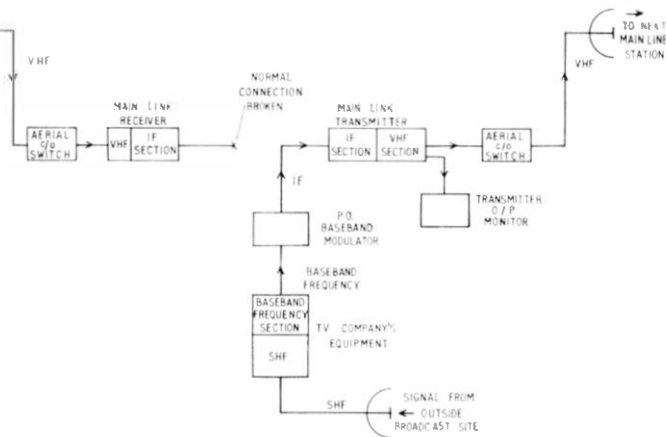 VHF
AERIAL
C/O
SWITCH
MAIN LINK
RECEIVER
VHF
IF
SECTION
NORMAL
CONNECTION
BROKEN
MAIN LINK
TRANSMITTER
IF
SECTION
VHF
SECTION
AERIAL
C/O
SWITCH
VHF
TO NEXT
MAIN LINE
STATION
TRANSMITTER
O/P
MONITOR
IF
P.O.
BASEBAND
MODULATOR
BASEBAND
FREQUENCY
BASEBAND
FREQUENCY
SECTION
TV COMPANY'S
EQUIPMENT
SHF
SHF
SIGNAL FROM
OUTSIDE
BROADCAST SITE